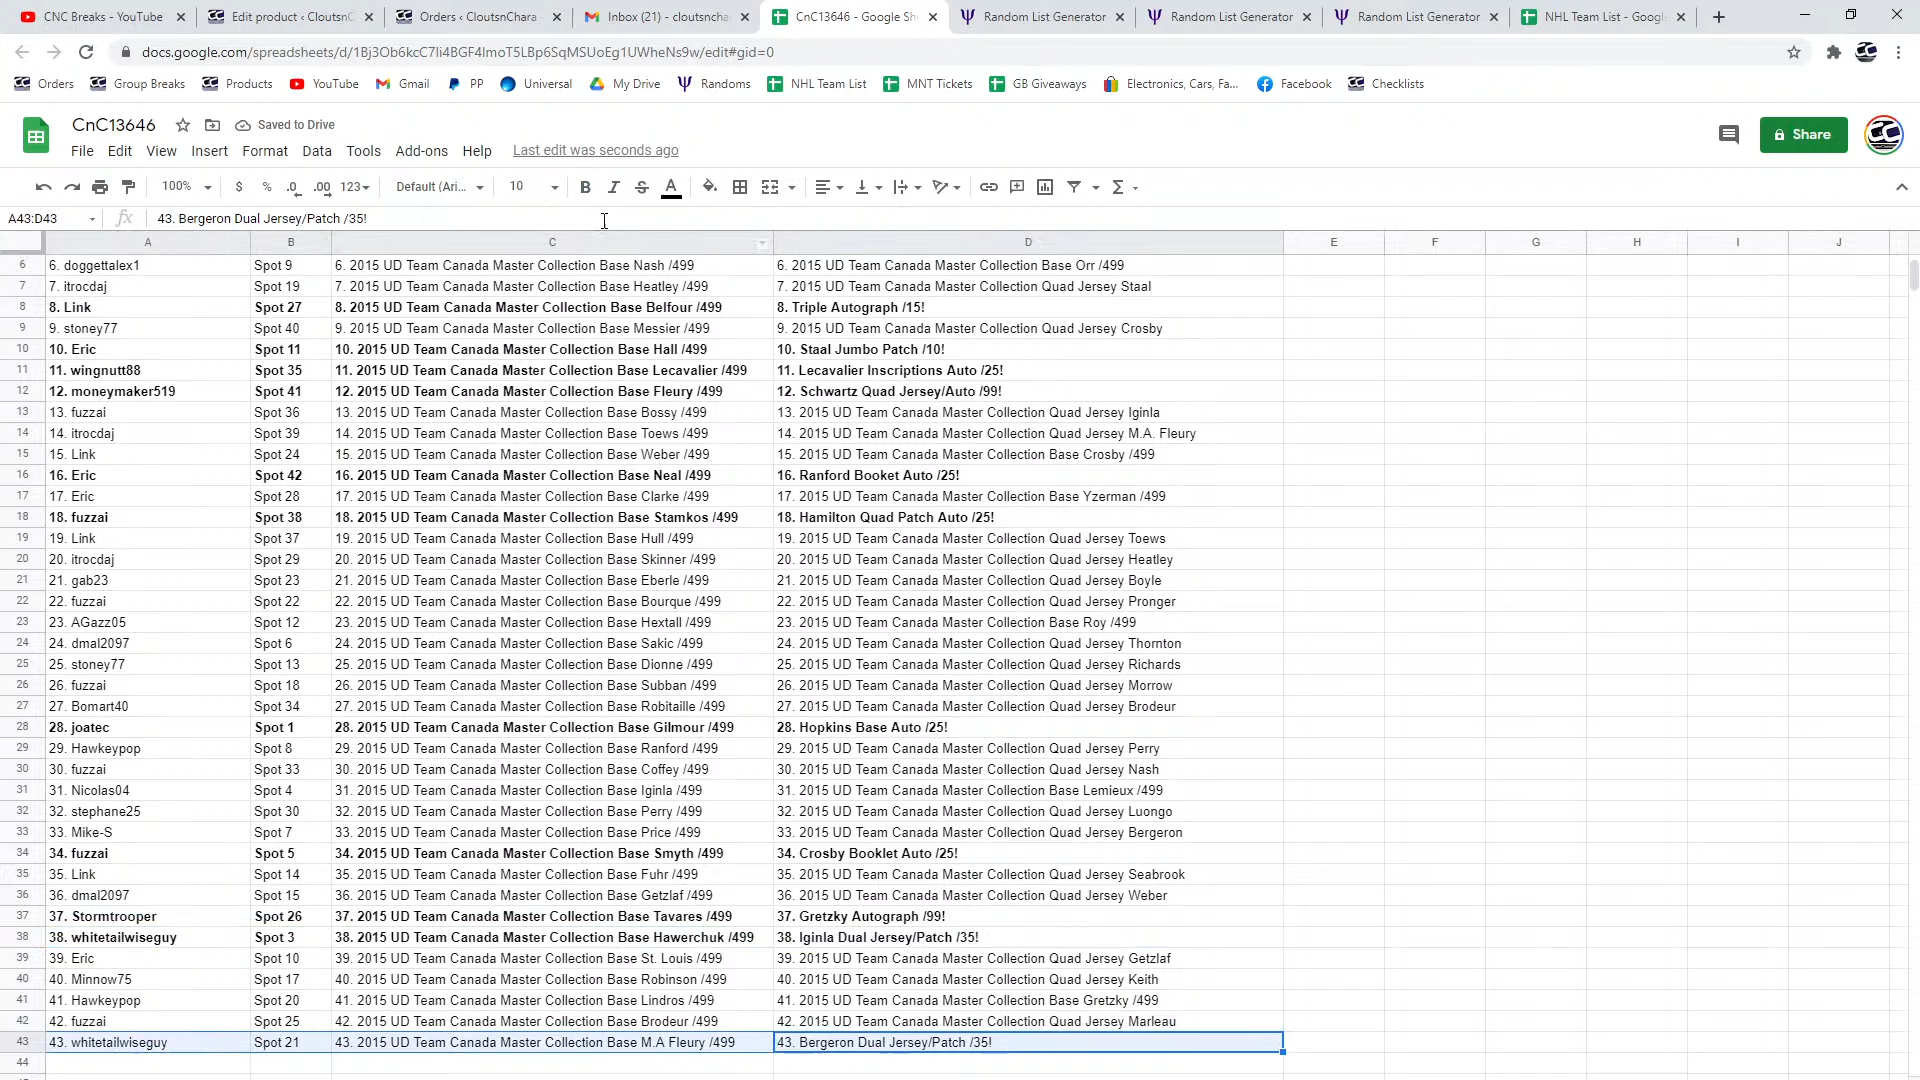 CNC Breaks - YouTube Edit product ‹ CloutsnC Orders ‹ CloutsnChara Inbox (21) - cloutsnchar CnC13646 - Google She Random List Generator Random List Generator Random List Generator NHL Team List - Google
docs.google.com/spreadsheets/d/1Bj3Ob6kcC7Ii4BGF4ImoT5LBp6SqMSUoEg1UWheNs9w/edit#gid=0
Orders Group Breaks Products YouTube Gmail PP Universal My Drive Randoms NHL Team List MNT Tickets GB Giveaways Electronics, Cars, Fa... Facebook Checklists
CnC13646 Saved to Drive Share
File Edit View Insert Format Data Tools Add-ons Help Last edit was seconds ago
100% $ % .0 .00 123 Default (Ari... 10 B I S A
A43:D43 fx 43. Bergeron Dual Jersey/Patch /35!
A B C D E F G H I J
6 6. doggettalex1 Spot 9 6. 2015 UD Team Canada Master Collection Base Nash /499 6. 2015 UD Team Canada Master Collection Base Orr /499
7 7. itrocdaj Spot 19 7. 2015 UD Team Canada Master Collection Base Heatley /499 7. 2015 UD Team Canada Master Collection Quad Jersey Staal
8 8. Link Spot 27 8. 2015 UD Team Canada Master Collection Base Belfour /499 8. Triple Autograph /15!
9 9. stoney77 Spot 40 9. 2015 UD Team Canada Master Collection Base Messier /499 9. 2015 UD Team Canada Master Collection Quad Jersey Crosby
10 10. Eric Spot 11 10. 2015 UD Team Canada Master Collection Base Hall /499 10. Staal Jumbo Patch /10!
11 11. wingnutt88 Spot 35 11. 2015 UD Team Canada Master Collection Base Lecavalier /499 11. Lecavalier Inscriptions Auto /25!
12 12. moneymaker519 Spot 41 12. 2015 UD Team Canada Master Collection Base Fleury /499 12. Schwartz Quad Jersey/Auto /99!
13 13. fuzzai Spot 36 13. 2015 UD Team Canada Master Collection Base Bossy /499 13. 2015 UD Team Canada Master Collection Quad Jersey Iginla
14 14. itrocdaj Spot 39 14. 2015 UD Team Canada Master Collection Base Toews /499 14. 2015 UD Team Canada Master Collection Quad Jersey M.A. Fleury
15 15. Link Spot 24 15. 2015 UD Team Canada Master Collection Base Weber /499 15. 2015 UD Team Canada Master Collection Base Crosby /499
16 16. Eric Spot 42 16. 2015 UD Team Canada Master Collection Base Neal /499 16. Ranford Booket Auto /25!
17 17. Eric Spot 28 17. 2015 UD Team Canada Master Collection Base Clarke /499 17. 2015 UD Team Canada Master Collection Base Yzerman /499
18 18. fuzzai Spot 38 18. 2015 UD Team Canada Master Collection Base Stamkos /499 18. Hamilton Quad Patch Auto /25!
19 19. Link Spot 37 19. 2015 UD Team Canada Master Collection Base Hull /499 19. 2015 UD Team Canada Master Collection Quad Jersey Toews
20 20. itrocdaj Spot 29 20. 2015 UD Team Canada Master Collection Base Skinner /499 20. 2015 UD Team Canada Master Collection Quad Jersey Heatley
21 21. gab23 Spot 23 21. 2015 UD Team Canada Master Collection Base Eberle /499 21. 2015 UD Team Canada Master Collection Quad Jersey Boyle
22 22. fuzzai Spot 22 22. 2015 UD Team Canada Master Collection Base Bourque /499 22. 2015 UD Team Canada Master Collection Quad Jersey Pronger
23 23. AGazz05 Spot 12 23. 2015 UD Team Canada Master Collection Base Hextall /499 23. 2015 UD Team Canada Master Collection Base Roy /499
24 24. dmal2097 Spot 6 24. 2015 UD Team Canada Master Collection Base Sakic /499 24. 2015 UD Team Canada Master Collection Quad Jersey Thornton
25 25. stoney77 Spot 13 25. 2015 UD Team Canada Master Collection Base Dionne /499 25. 2015 UD Team Canada Master Collection Quad Jersey Richards
26 26. fuzzai Spot 18 26. 2015 UD Team Canada Master Collection Base Subban /499 26. 2015 UD Team Canada Master Collection Quad Jersey Morrow
27 27. Bomart40 Spot 34 27. 2015 UD Team Canada Master Collection Base Robitaille /499 27. 2015 UD Team Canada Master Collection Quad Jersey Brodeur
28 28. joatec Spot 1 28. 2015 UD Team Canada Master Collection Base Gilmour /499 28. Hopkins Base Auto /25!
29 29. Hawkeypop Spot 8 29. 2015 UD Team Canada Master Collection Base Ranford /499 29. 2015 UD Team Canada Master Collection Quad Jersey Perry
30 30. fuzzai Spot 33 30. 2015 UD Team Canada Master Collection Base Coffey /499 30. 2015 UD Team Canada Master Collection Quad Jersey Nash
31 31. Nicolas04 Spot 4 31. 2015 UD Team Canada Master Collection Base Iginla /499 31. 2015 UD Team Canada Master Collection Base Lemieux /499
32 32. stephane25 Spot 30 32. 2015 UD Team Canada Master Collection Base Perry /499 32. 2015 UD Team Canada Master Collection Quad Jersey Luongo
33 33. Mike-S Spot 7 33. 2015 UD Team Canada Master Collection Base Price /499 33. 2015 UD Team Canada Master Collection Quad Jersey Bergeron
34 34. fuzzai Spot 5 34. 2015 UD Team Canada Master Collection Base Smyth /499 34. Crosby Booklet Auto /25!
35 35. Link Spot 14 35. 2015 UD Team Canada Master Collection Base Fuhr /499 35. 2015 UD Team Canada Master Collection Quad Jersey Seabrook
36 36. dmal2097 Spot 15 36. 2015 UD Team Canada Master Collection Base Getzlaf /499 36. 2015 UD Team Canada Master Collection Quad Jersey Weber
37 37. Stormtrooper Spot 26 37. 2015 UD Team Canada Master Collection Base Tavares /499 37. Gretzky Autograph /99!
38 38. whitetailwiseguy Spot 3 38. 2015 UD Team Canada Master Collection Base Hawerchuk /499 38. Iginla Dual Jersey/Patch /35!
39 39. Eric Spot 10 39. 2015 UD Team Canada Master Collection Base St. Louis /499 39. 2015 UD Team Canada Master Collection Quad Jersey Getzlaf
40 40. Minnow75 Spot 17 40. 2015 UD Team Canada Master Collection Base Robinson /499 40. 2015 UD Team Canada Master Collection Quad Jersey Keith
41 41. Hawkeypop Spot 20 41. 2015 UD Team Canada Master Collection Base Lindros /499 41. 2015 UD Team Canada Master Collection Base Gretzky /499
42 42. fuzzai Spot 25 42. 2015 UD Team Canada Master Collection Base Brodeur /499 42. 2015 UD Team Canada Master Collection Quad Jersey Marleau
43 43. whitetailwiseguy Spot 21 43. 2015 UD Team Canada Master Collection Base M.A Fleury /499 43. Bergeron Dual Jersey/Patch /35!
44